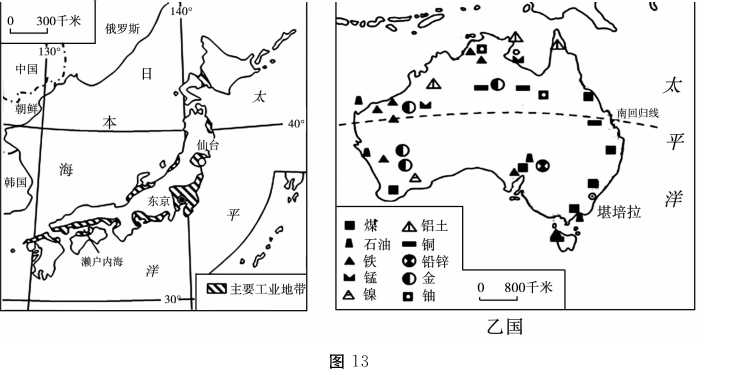 0 300千米
140°
俄罗斯
130°
中国
日
太
朝鲜
本
40°
仙台
海
韩国
东京
平
濑户内海
洋
主要工业地带
30°
太
南回归线
平
洋
堪培拉
煤 铝土
石油 铜
铁 铅锌
锰 金
镍 铀
0 800千米
乙国
图 13